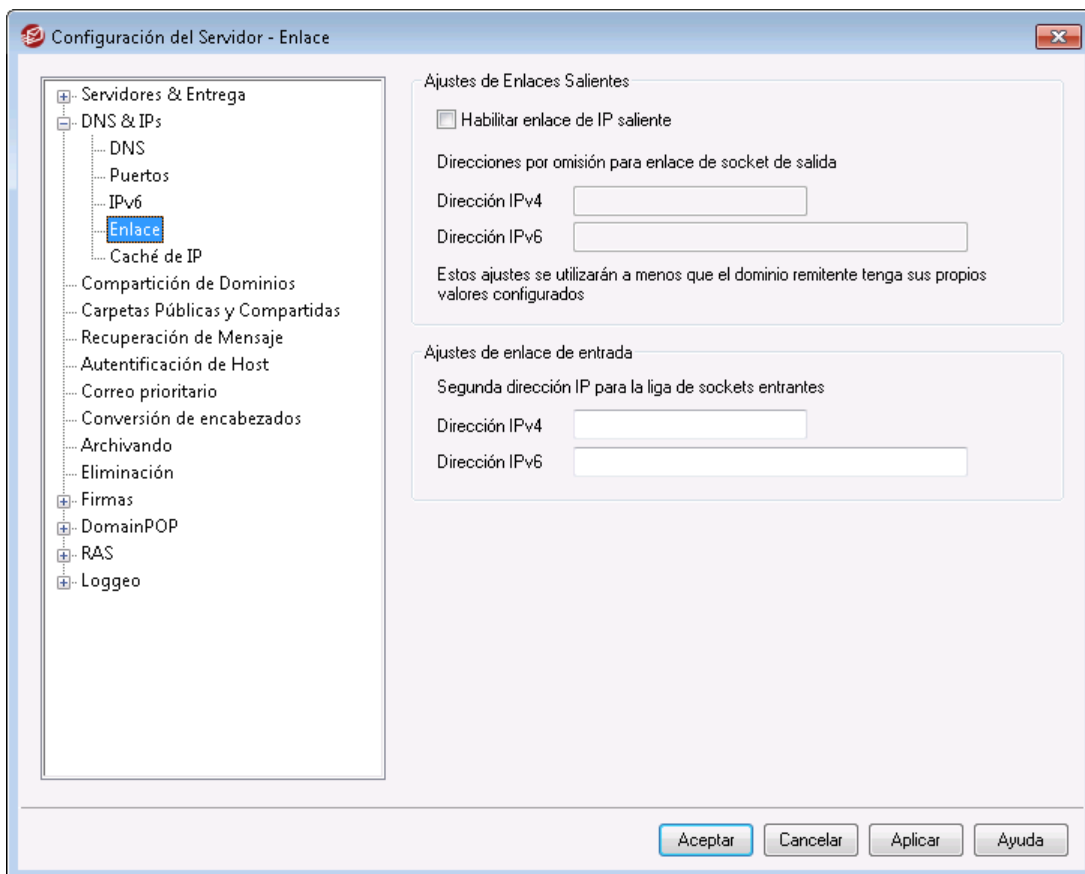 Configuración del Servidor - Enlace
Servidores & Entrega
DNS & IPs
DNS
Puertos
IPv6
Enlace
Caché de IP
Compartición de Dominios
Carpetas Públicas y Compartidas
Recuperación de Mensaje
Autentificación de Host
Correo prioritario
Conversión de encabezados
Archivando
Eliminación
Firmas
DomainPOP
RAS
Loggeo
Ajustes de Enlaces Salientes
Habilitar enlace de IP saliente
Direcciones por omisión para enlace de socket de salida
Dirección IPv4
Dirección IPv6
Estos ajustes se utilizarán a menos que el dominio remitente tenga sus propios
valores configurados
Ajustes de enlace de entrada
Segunda dirección IP para la liga de sockets entrantes
Dirección IPv4
Dirección IPv6
Aceptar
Cancelar
Aplicar
Ayuda